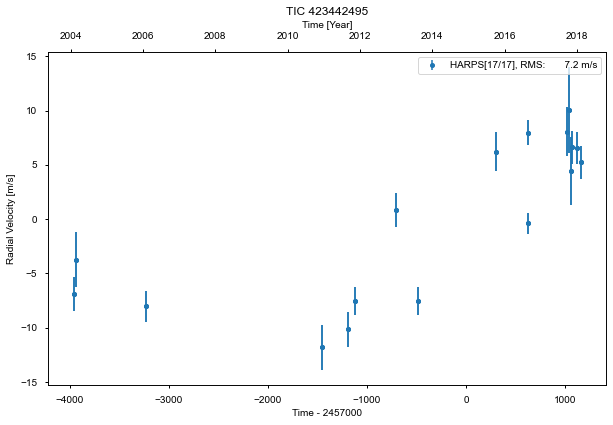 TIC 423442495
Time [Year]
2004 2006 2008 2010 2012 2014 2016 2018
HARPS[17/17], RMS: 7.2 m/s
15
10
5
0
−5
−10
−15
Radial Velocity [m/s]
−4000 −3000 −2000 −1000 0 1000
Time - 2457000